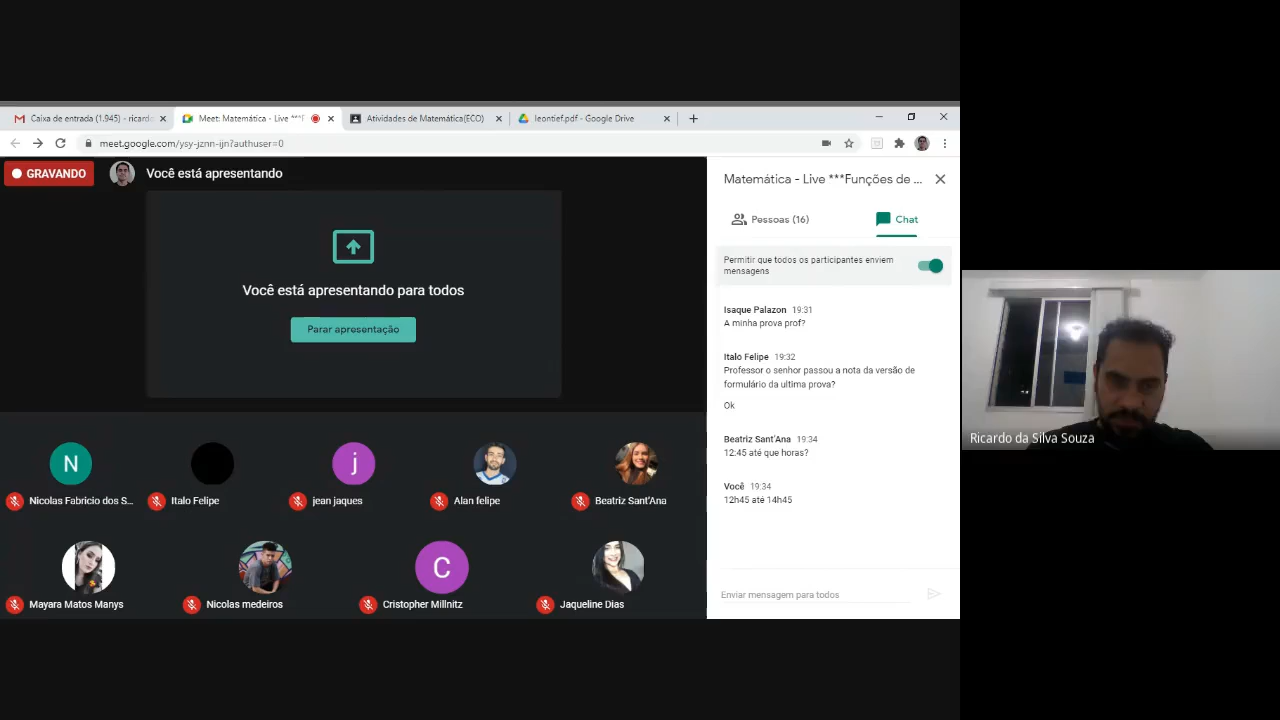 Caixa de entrada (1.945) - ricard
Meet: Matemática - Live ***F
Atividades de Matemática(ECO)
leontief.pdf - Google Drive
meet.google.com/ysy-jznn-ijn?authuser=0
GRAVANDO
Você está apresentando
Matemática - Live ***Funções de ...
Pessoas (16)
Chat
Permitir que todos os participantes enviem
mensagens
Você está apresentando para todos
Parar apresentação
Isaque Palazon 19:31
A minha prova prof?
Italo Felipe 19:32
Professor o senhor passou a nota da versão de
formulário da ultima prova?
Ok
Beatriz Sant'Ana 19:34
12:45 até que horas?
Você 19:34
12h45 até 14h45
Enviar mensagem para todos
N
j
Nicolas Fabricio dos S...
Italo Felipe
jean jaques
Alan felipe
Beatriz Sant'Ana
C
Mayara Matos Manys
Nicolas medeiros
Cristopher Millnitz
Jaqueline Dias
Ricardo da Silva Souza